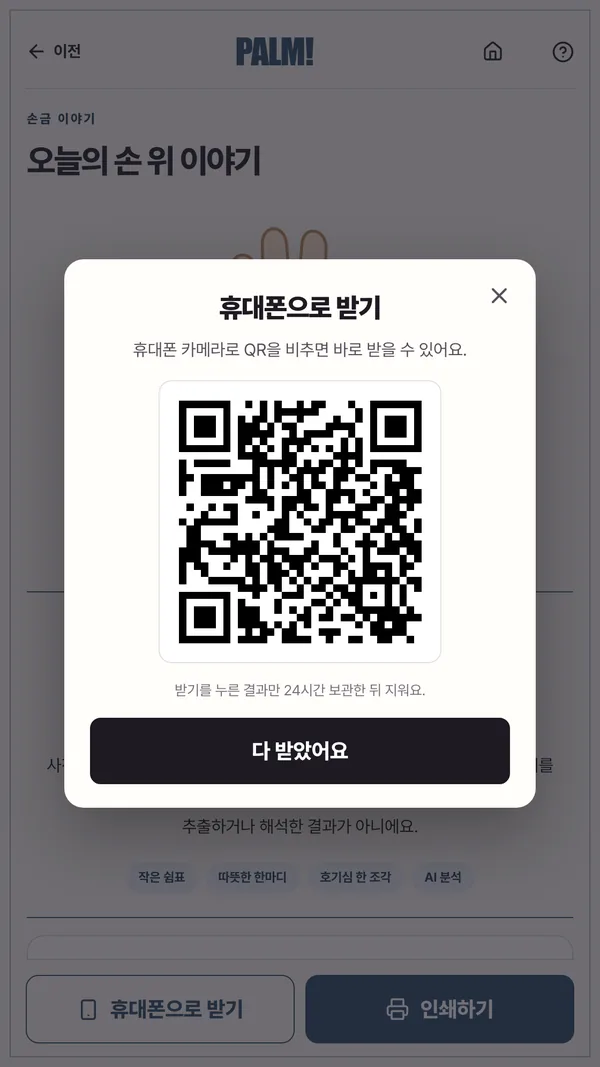 이전
PALM!
손금 이야기
오늘의 손 위 이야기
휴대폰으로 받기
휴대폰 카메라로 QR을 비추면 바로 받을 수 있어요.
받기를 누른 결과만 24시간 보관한 뒤 지워요.
다 받았어요
추출하거나 해석한 결과가 아니에요.
작은 쉼표
따뜻한 한마디
호기심 한 조각
AI 분석
휴대폰으로 받기
인쇄하기